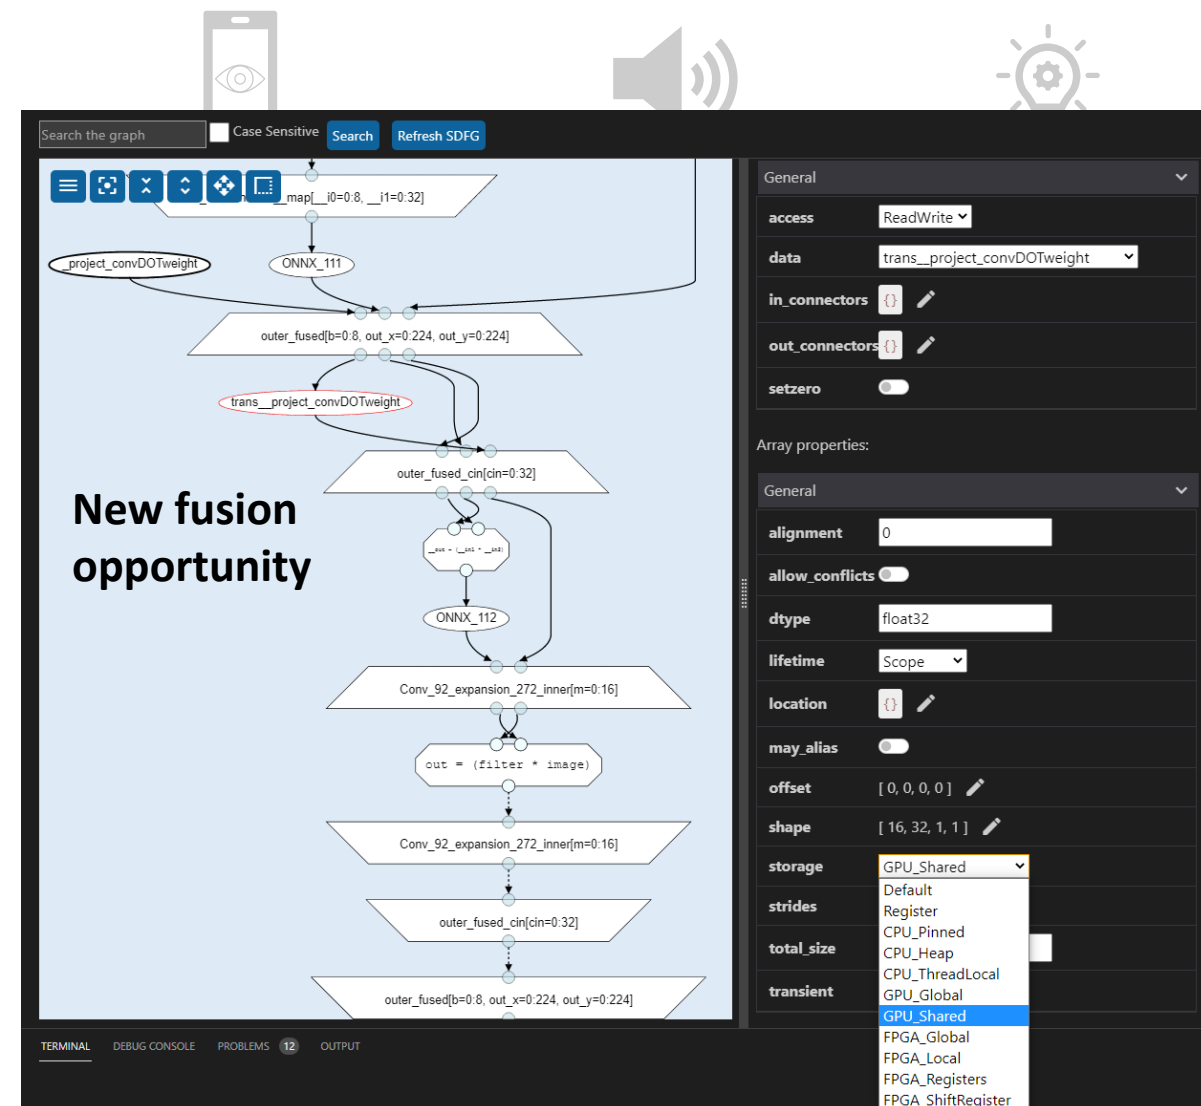 Search the graph
Case Sensitive
Search
Refresh SDFG
_map[__i0=0:8, __i1=0:32]
_project_convDOTweight
ONNX_111
outer_fused[b=0:8, out_x=0:224, out_y=0:224]
trans__project_convDOTweight
outer_fused_cin[cin=0:32]
New fusion
opportunity
__out = (__in1 * __in2)
ONNX_112
Conv_92_expansion_272_inner[m=0:16]
out = (filter * image)
Conv_92_expansion_272_inner[m=0:16]
outer_fused_cin[cin=0:32]
outer_fused[b=0:8, out_x=0:224, out_y=0:224]
General
access ReadWrite
data trans__project_convDOTweight
in_connectors {}
out_connectors {}
setzero
Array properties:
General
alignment 0
allow_conflicts
dtype float32
lifetime Scope
location {}
may_alias
offset [ 0, 0, 0, 0 ]
shape [ 16, 32, 1, 1 ]
storage GPU_Shared
strides
total_size
transient
Default
Register
CPU_Pinned
CPU_Heap
CPU_ThreadLocal
GPU_Global
GPU_Shared
FPGA_Global
FPGA_Local
FPGA_Registers
FPGA_ShiftRegister
TERMINAL DEBUG CONSOLE PROBLEMS 12 OUTPUT